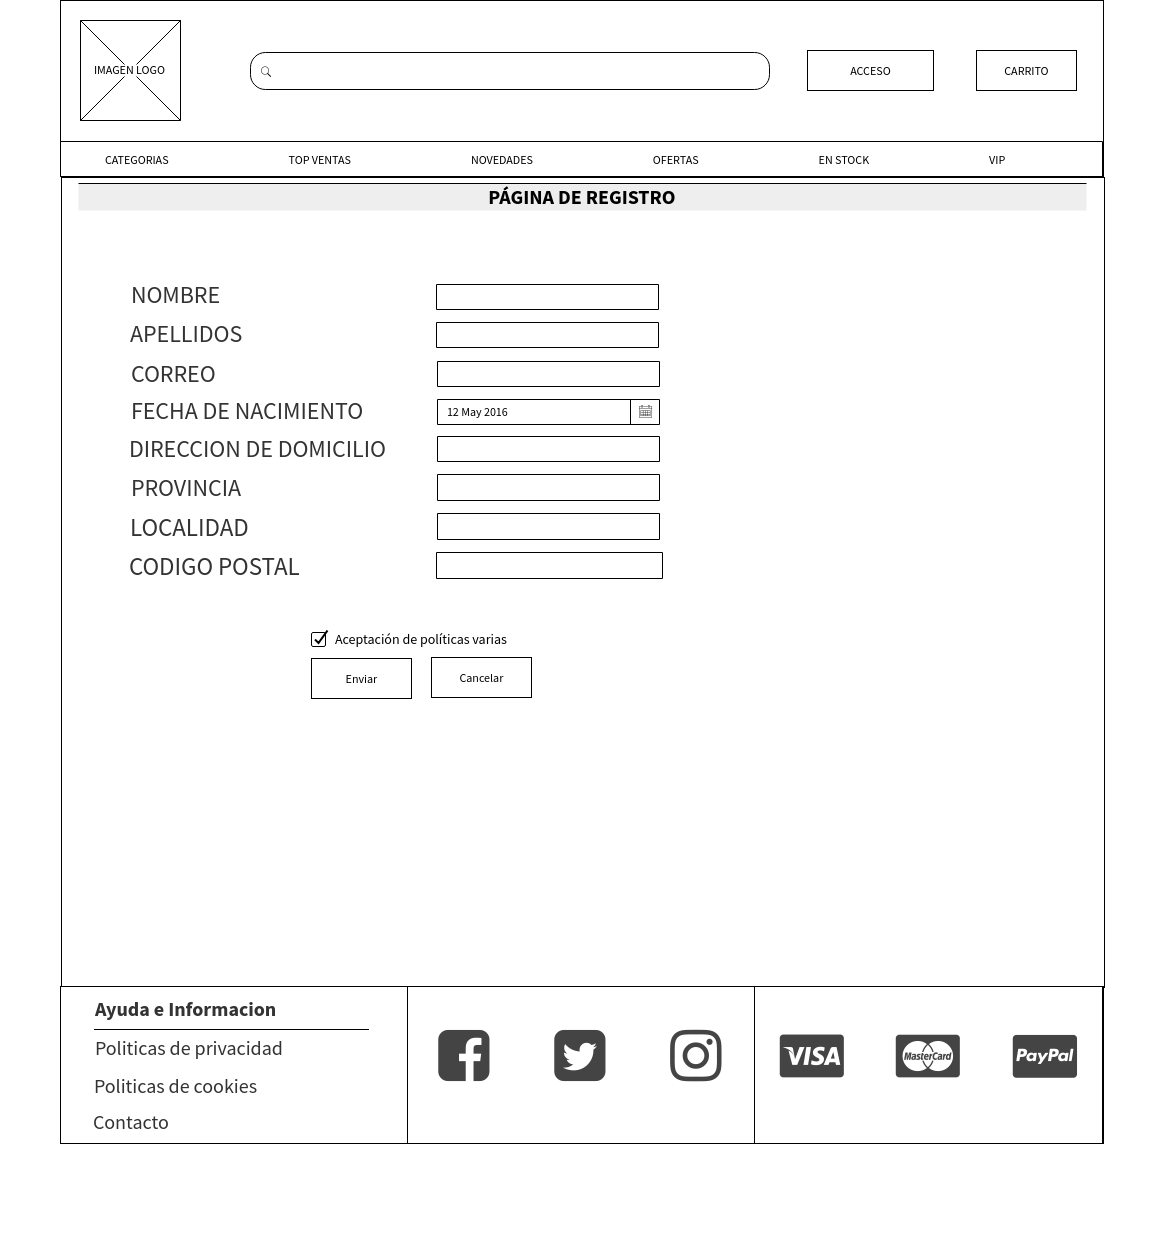 IMAGEN LOGO
ACCESO
CARRITO
CATEGORIAS TOP VENTAS NOVEDADES OFERTAS EN STOCK VIP
PÁGINA DE REGISTRO
NOMBRE
APELLIDOS
CORREO
FECHA DE NACIMIENTO 12 May 2016
DIRECCION DE DOMICILIO
PROVINCIA
LOCALIDAD
CODIGO POSTAL
Aceptación de políticas varias
Enviar Cancelar
Ayuda e Informacion
Politicas de privacidad
Politicas de cookies
Contacto
VISA MasterCard PayPal